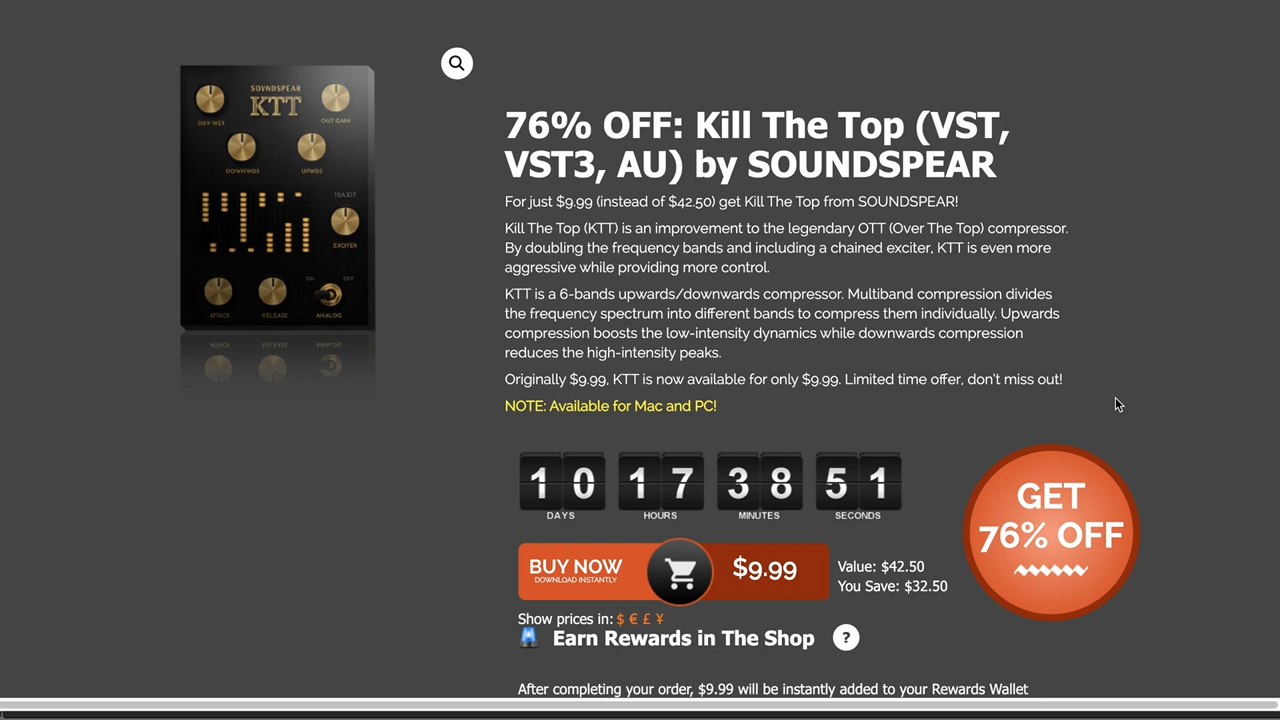 SOVNDSPEAR
KTT
DRY WET
OUT GAIN
DOWNWDS
UPWDS
EXCITER
ON OFF
ATTACK
RELEASE
ANALOG
76% OFF: Kill The Top (VST,
VST3, AU) by SOUNDSPEAR
For just $9.99 (instead of $42.50) get Kill The Top from SOUNDSPEAR!
Kill The Top (KTT) is an improvement to the legendary OTT (Over The Top) compressor.
By doubling the frequency bands and including a chained exciter, KTT is even more
aggressive while providing more control.
KTT is a 6-bands upwards/downwards compressor. Multiband compression divides
the frequency spectrum into different bands to compress them individually. Upwards
compression boosts the low-intensity dynamics while downwards compression
reduces the high-intensity peaks.
Originally $9.99, KTT is now available for only $9.99. Limited time offer, don't miss out!
NOTE: Available for Mac and PC!
10 17 38 51
DAYS HOURS MINUTES SECONDS
GET
76% OFF
BUY NOW
DOWNLOAD INSTANTLY
$9.99
Value: $42.50
You Save: $32.50
Show prices in: $ € £ ¥
Earn Rewards in The Shop ?
After completing your order, $9.99 will be instantly added to your Rewards Wallet